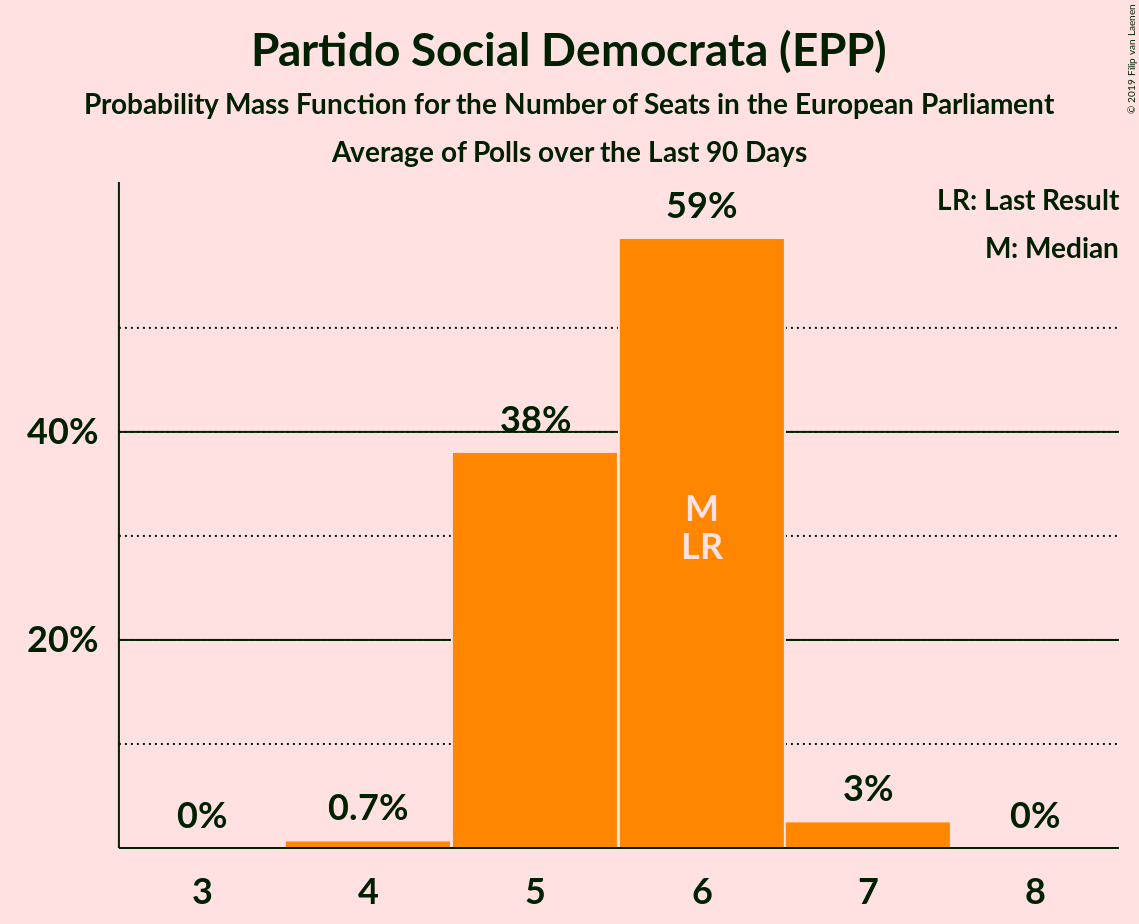 Partido Social Democrata (EPP)
Probability Mass Function for the Number of Seats in the European Parliament
Average of Polls over the Last 90 Days
© 2019 Filip van Laenen
LR: Last Result
M: Median
59%
40%
38%
M
LR
20%
0%
0.7%
3%
0%
3
4
5
6
7
8